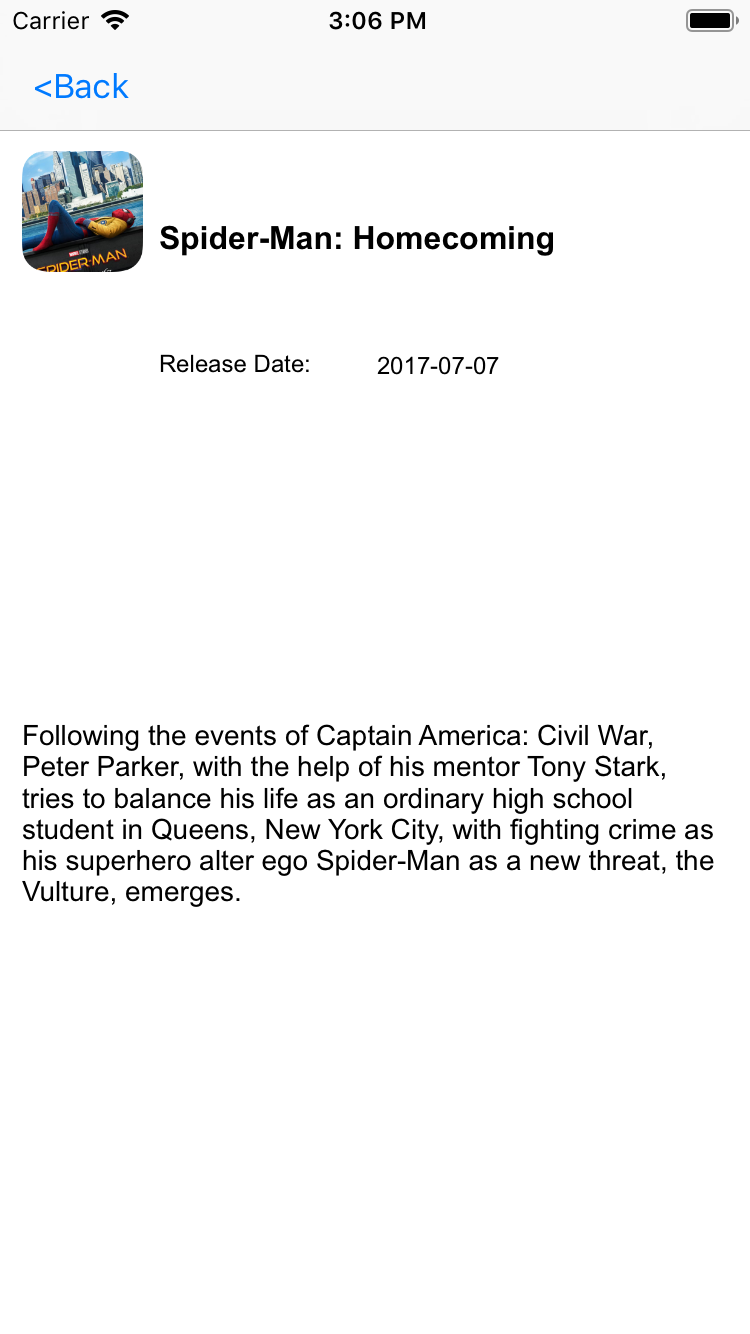 Carrier 3:06 PM
<Back
SPIDER-MAN
Spider-Man: Homecoming
Release Date: 2017-07-07
Following the events of Captain America: Civil War,
Peter Parker, with the help of his mentor Tony Stark,
tries to balance his life as an ordinary high school
student in Queens, New York City, with fighting crime as
his superhero alter ego Spider-Man as a new threat, the
Vulture, emerges.